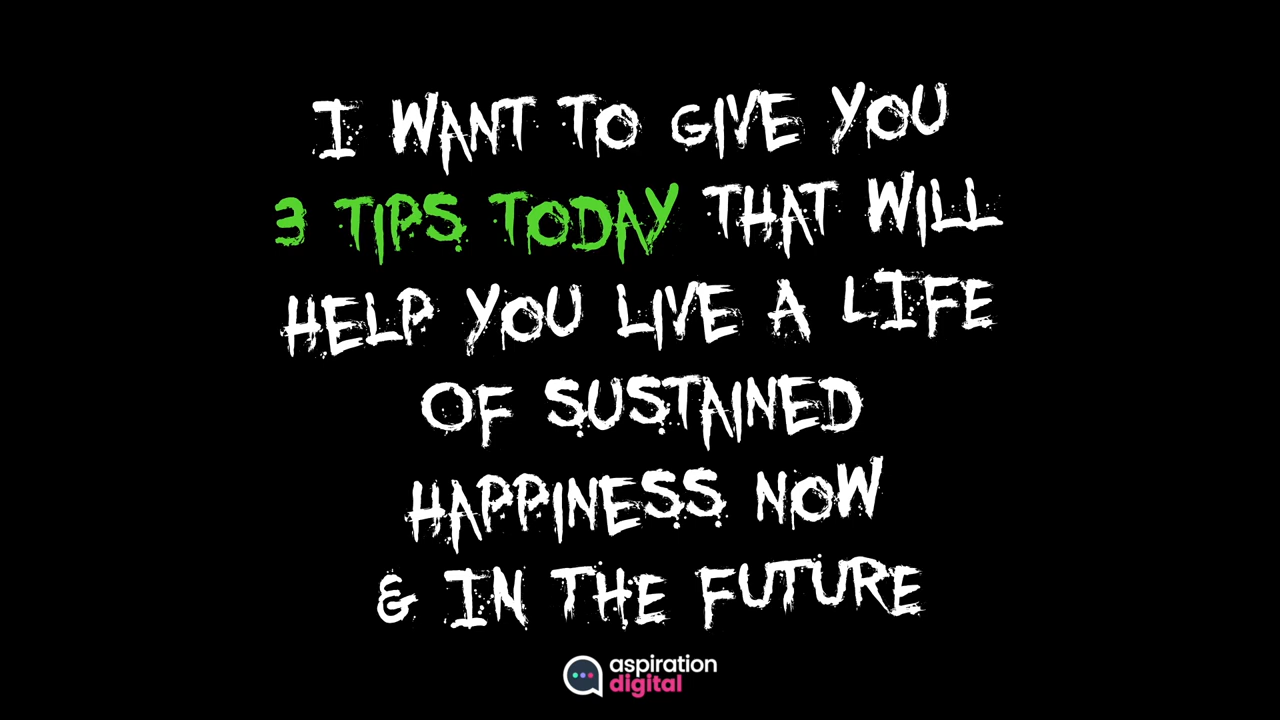 I WANT TO GIVE YOU
3 TIPS TODAY THAT WILL
HELP YOU LIVE A LIFE
OF SUSTAINED
HAPPINESS NOW
& IN THE FUTURE
aspiration
digital